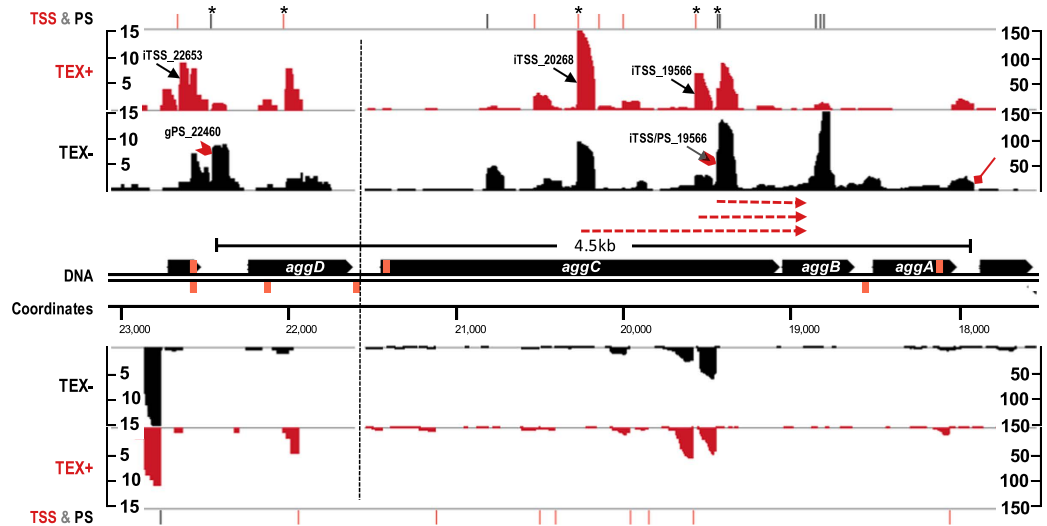 TSS & PS * * * * *
15 150
TEX+ 10 100
iTSS_22653 iTSS_20268 iTSS_19566
5 50
15 150
TEX- 10 100
gPS_22460 iTSS/PS_19566
5 50
4.5kb
DNA aggD aggC aggB aggA
Coordinates
23,000 22,000 21,000 20,000 19,000 18,000
TEX- 5 50
10 100
15 150
TEX+ 5 50
10 100
15 150
TSS & PS